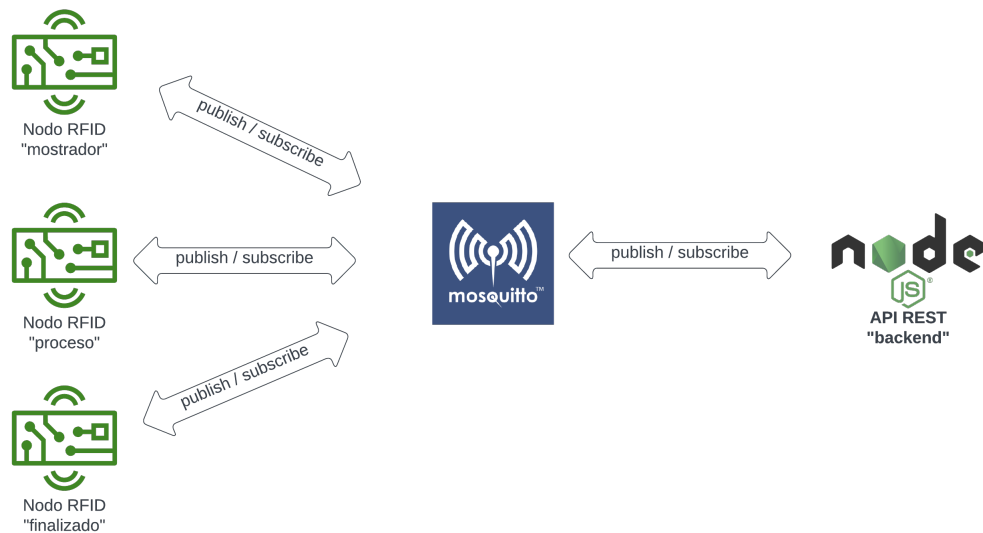 Nodo RFID
"mostrador"
publish / subscribe
Nodo RFID
"proceso"
publish / subscribe
mosquitto™
publish / subscribe
node
JS®
API REST
"backend"
publish / subscribe
Nodo RFID
"finalizado"